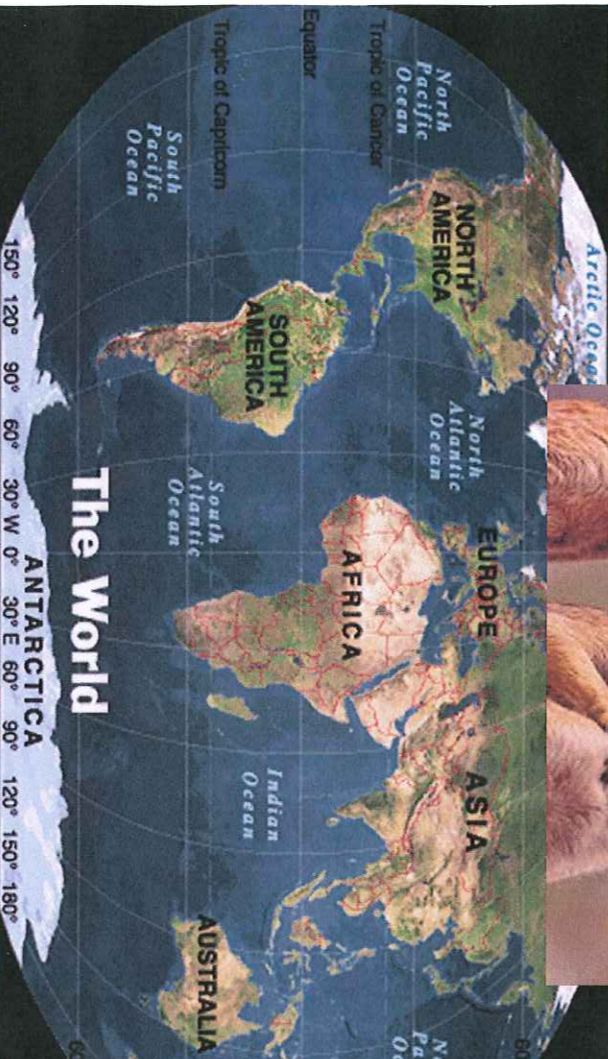 Arctic Ocea
North
Pacific
Ocean
NORTH
AMERICA
North
Atlantic
Ocean
EUROPE
ASIA
Tropic of Cancer
AFRICA
Equator
SOUTH
AMERICA
Indian
Ocean
Tropic of Capricorn
South
Pacific
Ocean
South
Atlantic
Ocean
AUSTRALIA
The World
ANTARCTICA
150° 120° 90° 60° 30° W 0° 30° E 60° 90° 120° 150° 180°